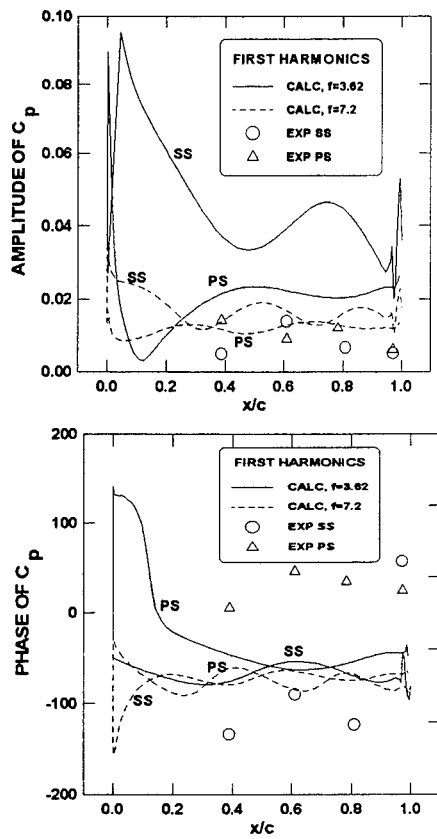 0.10
0.08
0.06
0.04
0.02
0.00
AMPLITUDE OF Cp
FIRST HARMONICS
CALC, f=3.62
CALC, f=7.2
EXP SS
EXP PS
SS
SS
PS
PS
0.0 0.2 0.4 0.6 0.8 1.0
x/c
200
100
0
-100
-200
PHASE OF Cp
FIRST HARMONICS
CALC, f=3.62
CALC, f=7.2
EXP SS
EXP PS
PS
PS
SS
SS
0.0 0.2 0.4 0.6 0.8 1.0
x/c